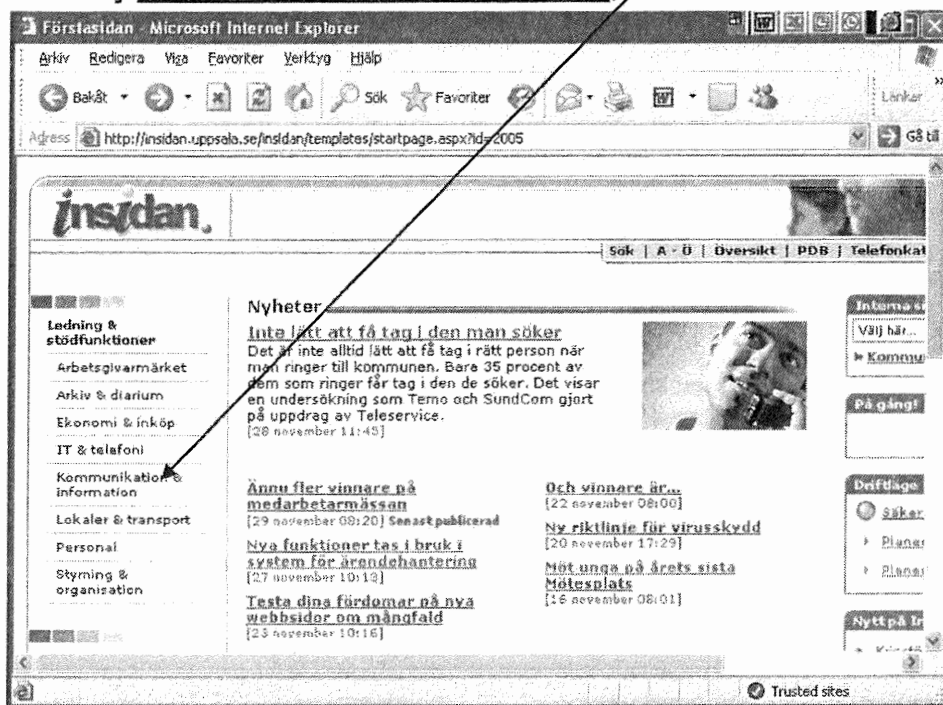 Förstasidan - Microsoft Internet Explorer
Arkiv Redigera Visa Favoriter Verktyg Hjälp
Bakåt Sök Favoriter Länkar
Adress http://insidan.uppsala.se/insidan/templates/startpage.aspx?id=2005 Gå till
insidan.
Sök | A - Ö | Översikt | PDB | Telefonkat
Ledning &
stödfunktioner
Arbetsgivarmärket
Arkiv & diarium
Ekonomi & inköp
IT & telefoni
Kommunikation &
information
Lokaler & transport
Personal
Styrning &
organisation
Nyheter
Inte lätt att få tag i den man söker
Det är inte alltid lätt att få tag i rätt person när
man ringer till kommunen. Bara 35 procent av
dem som ringer får tag i den de söker. Det visar
en undersökning som Temo och SundCom gjort
på uppdrag av Teleservice.
[28 november 11:45]
Ännu fler vinnare på
medarbetarmässan
[29 november 08:20] Senast publicerad
Nya funktioner tas i bruk i
system för ärendehantering
[27 november 10:13]
Testa dina fördomar på nya
webbsidor om mångfald
[23 november 10:16]
Och vinnare är...
[22 november 08:00]
Ny riktlinje för virusskydd
[20 november 17:29]
Möt unga på årets sista
Mötesplats
[16 november 08:01]
Interna s
Välj här...
Kommu
På gång!
Driftläge
Säker
Planer
Planer
Nytt på In
Trusted sites